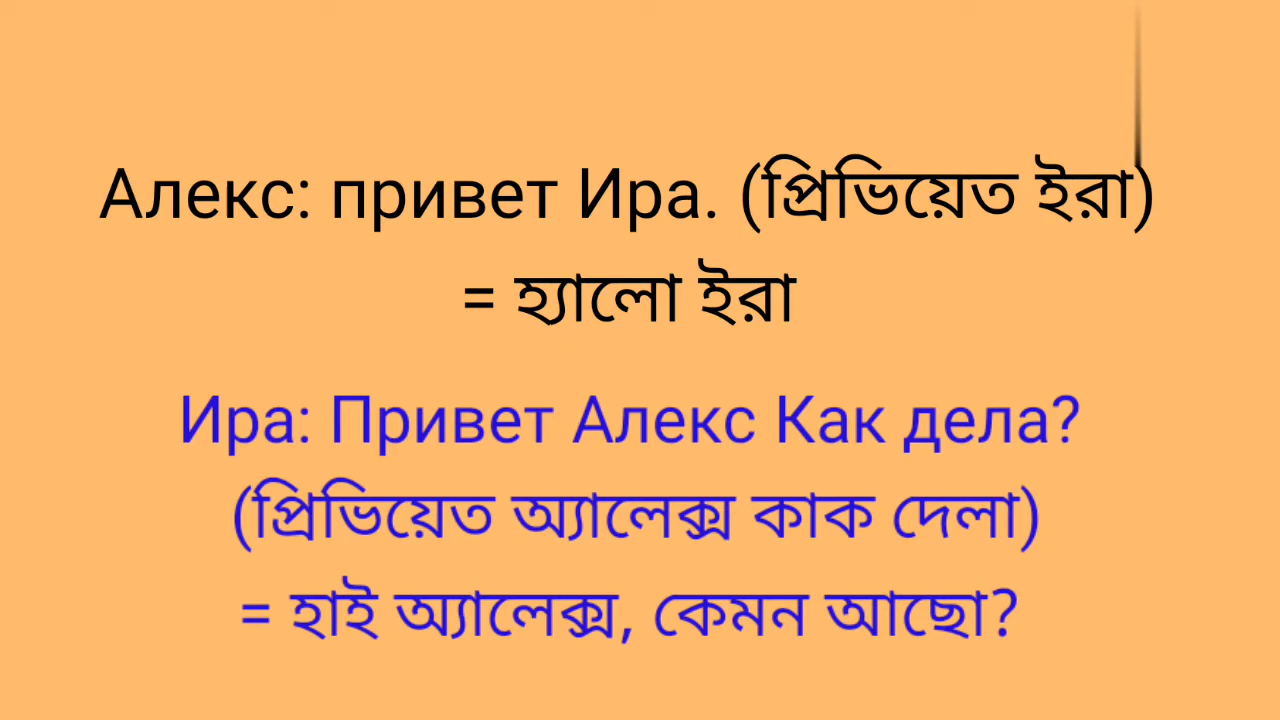 Алекс: привет Ира. (প্রিভিয়েত ইরা)
= হ্যালো ইরা
Ира: Привет Алекс Как дела?
(প্রিভিয়েত অ্যালেক্স কাক দেলা)
= হাই অ্যালেক্স, কেমন আছো?